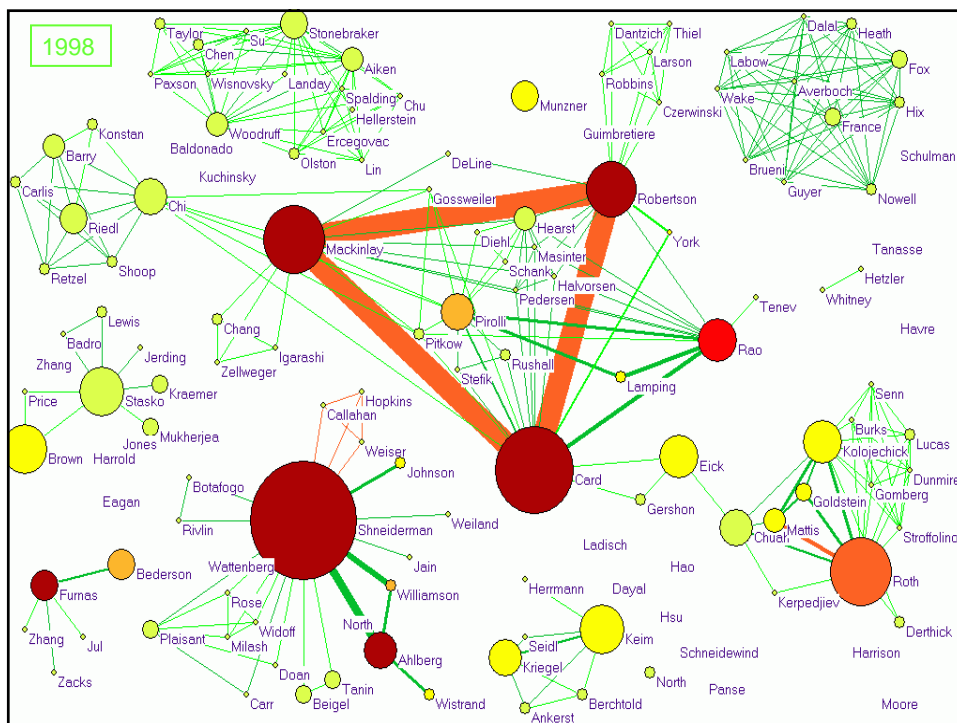 1998
Taylor
Su
Stonebraker
Chen
Aiken
Paxson
Wisnovsky
Landay
Spalding
Chu
Hellerstein
Woodruff
Ercegovac
Baldonado
Olston
Lin
Kuchinsky
Munzner
Dantzich
Thiel
Larson
Robbins
Czerwinski
Guimbretiere
Dalal
Heath
Labow
Fox
Averboch
Wake
Hix
France
Schulman
Brueni
Guyer
Nowell
Konstan
Barry
Carlis
Chi
Riedl
Shoop
Retzel
DeLine
Gossweiler
Robertson
Mackinlay
Hearst
Diehl
Masinter
York
Schank
Halvorsen
Pedersen
Tanasse
Hetzler
Whitney
Tenev
Havre
Pirolli
Pitkow
Rao
Chang
Igarashi
Zellweger
Rushall
Stefik
Lamping
Lewis
Badro
Zhang
Jerding
Kraemer
Price
Stasko
Mukherjea
Jones
Brown
Harrold
Hopkins
Callahan
Weiser
Johnson
Card
Eick
Gershon
Senn
Burks
Kolojechick
Lucas
Dunmire
Gomberg
Goldstein
Mattis
Stroffolino
Chuah
Roth
Kerpedjiev
Derthick
Harrison
Botafogo
Eagan
Rivlin
Shneiderman
Weiland
Ladisch
Hao
Wattenberg
Jain
Bederson
Furnas
Williamson
Herrmann
Dayal
Rose
Hsu
Plaisant
Widoff
Milash
North
Zhang
Jul
Seidl
Keim
Kriegel
Ahlberg
Schneidewind
Doan
Zacks
Tanin
Carr
Beigel
Wistrand
Berchtold
Ankerst
North
Panse
Moore